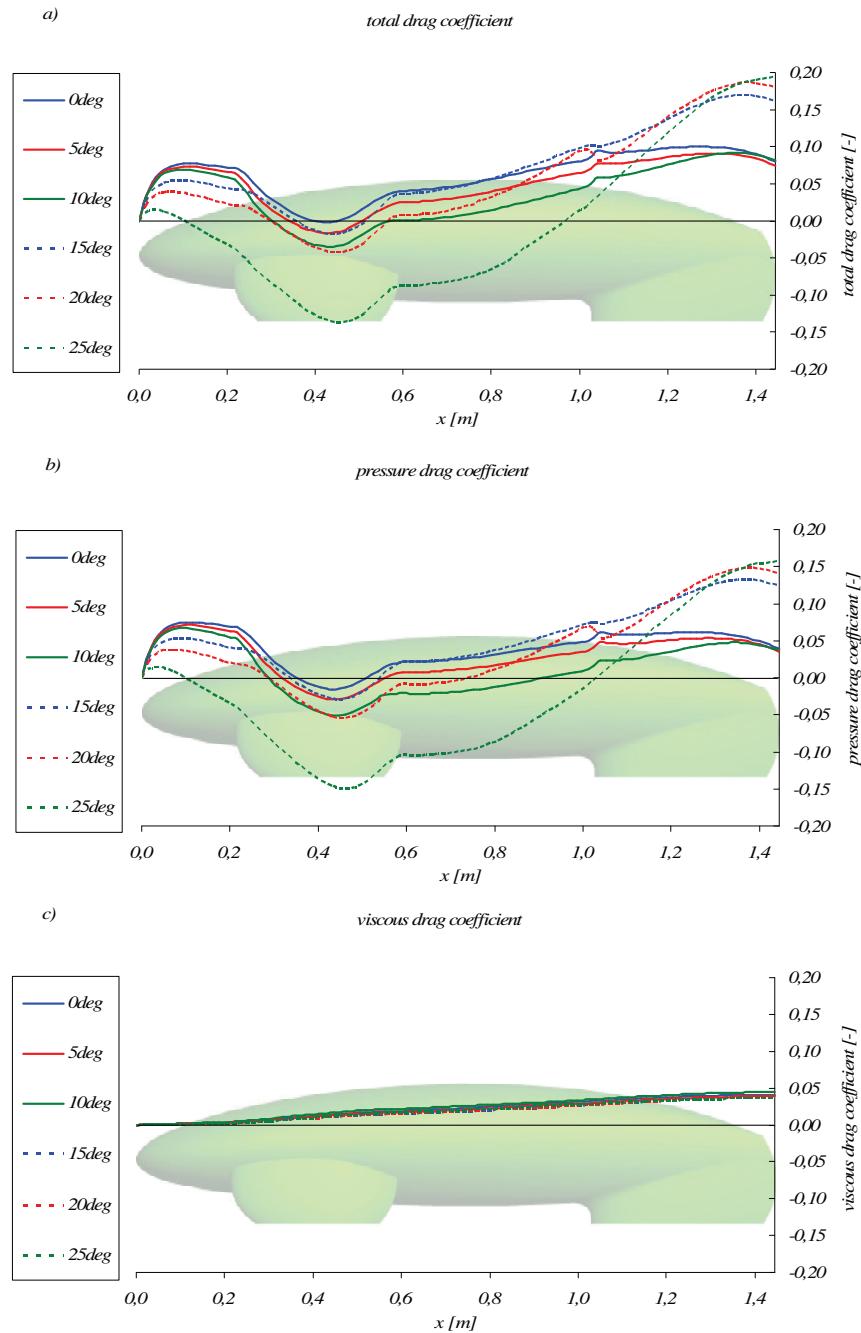 a)
total drag coefficient
0deg
5deg
10deg
15deg
20deg
25deg
0,20
0,15
0,10
0,05
0,00
-0,05
-0,10
-0,15
-0,20
total drag coefficient [-]
0,0 0,2 0,4 0,6 0,8 1,0 1,2 1,4
x [m]
b)
pressure drag coefficient
0deg
5deg
10deg
15deg
20deg
25deg
0,20
0,15
0,10
0,05
0,00
-0,05
-0,10
-0,15
-0,20
pressure drag coefficient [-]
0,0 0,2 0,4 0,6 0,8 1,0 1,2 1,4
x [m]
c)
viscous drag coefficient
0deg
5deg
10deg
15deg
20deg
25deg
0,20
0,15
0,10
0,05
0,00
-0,05
-0,10
-0,15
-0,20
viscous drag coefficient [-]
0,0 0,2 0,4 0,6 0,8 1,0 1,2 1,4
x [m]